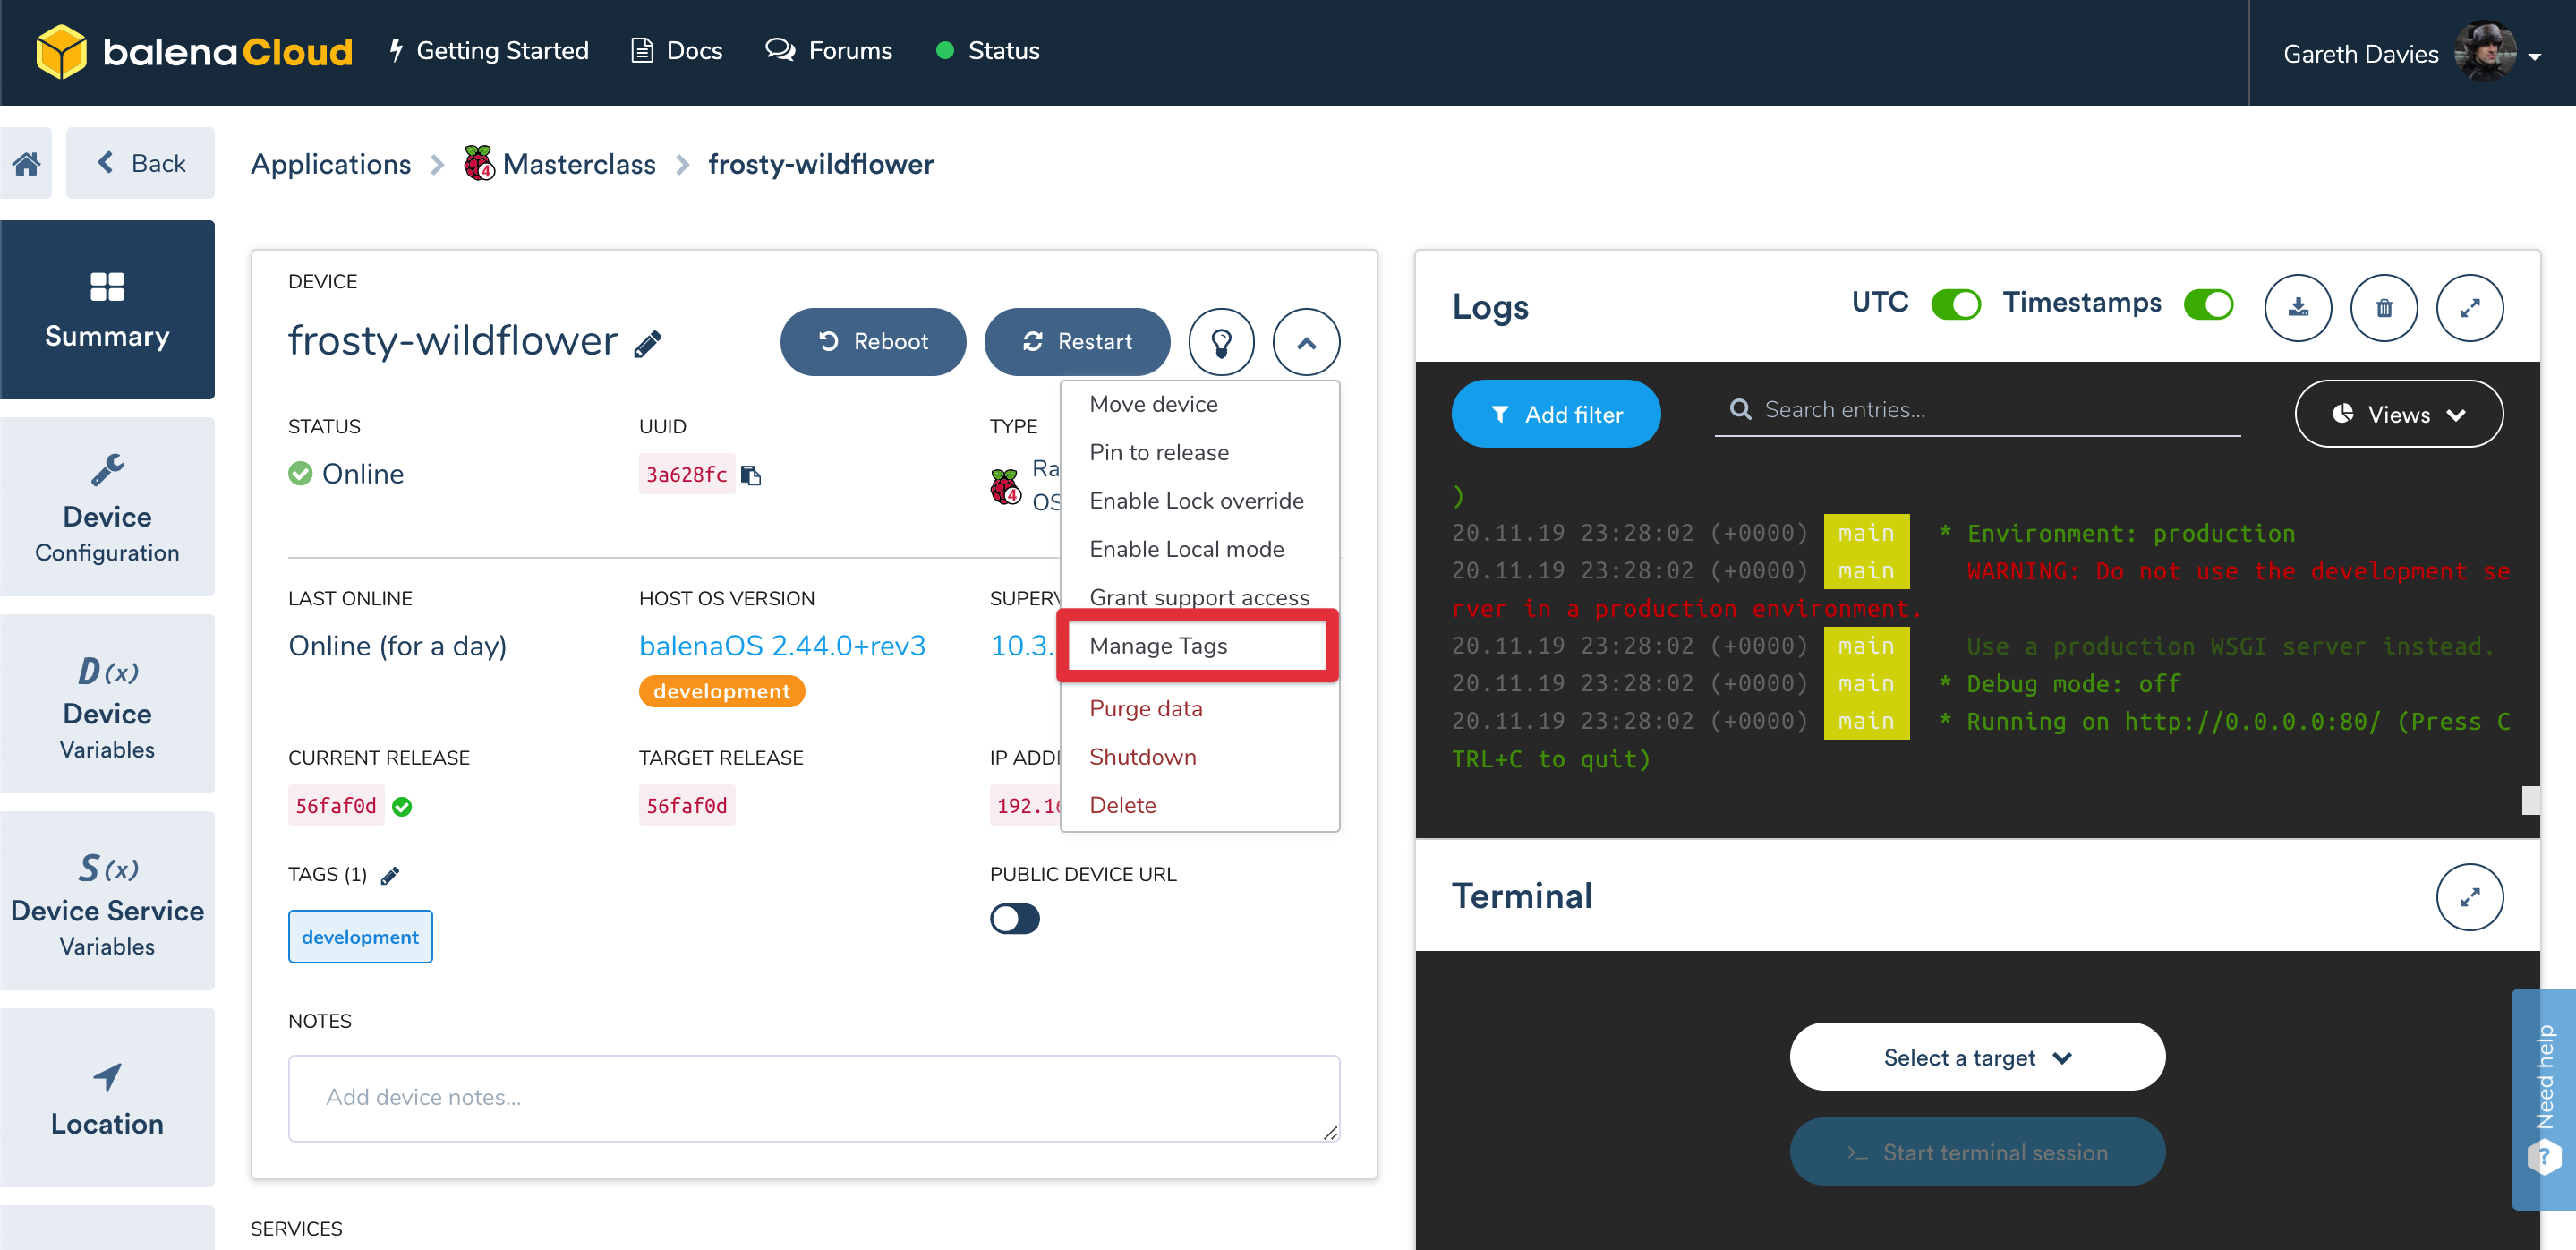 balenaCloud
Getting Started
Docs
Forums
Status
Gareth Davies
Back
Applications
Masterclass
frosty-wildflower
Summary
Device
Configuration
D(x)
Device
Variables
S(x)
Device Service
Variables
Location
DEVICE
frosty-wildflower
Reboot
Restart
Move device
Pin to release
Enable Lock override
Enable Local mode
Grant support access
Manage Tags
Purge data
Shutdown
Delete
STATUS
Online
UUID
3a628fc
TYPE
4
Ra
OS
LAST ONLINE
Online (for a day)
HOST OS VERSION
balenaOS 2.44.0+rev3
development
SUPERV
10.3.
CURRENT RELEASE
56faf0d
TARGET RELEASE
56faf0d
IP ADD
192.16
TAGS (1)
development
PUBLIC DEVICE URL
NOTES
Add device notes...
SERVICES
Logs
UTC
Timestamps
Add filter
Search entries...
Views
)
20.11.19 23:28:02 (+0000) main * Environment: production
20.11.19 23:28:02 (+0000) main WARNING: Do not use the development se
rver in a production environment.
20.11.19 23:28:02 (+0000) main Use a production WSGI server instead.
20.11.19 23:28:02 (+0000) main * Debug mode: off
20.11.19 23:28:02 (+0000) main * Running on http://0.0.0.0:80/ (Press C
TRL+C to quit)
Terminal
Select a target
>_ Start terminal session
Need help
?